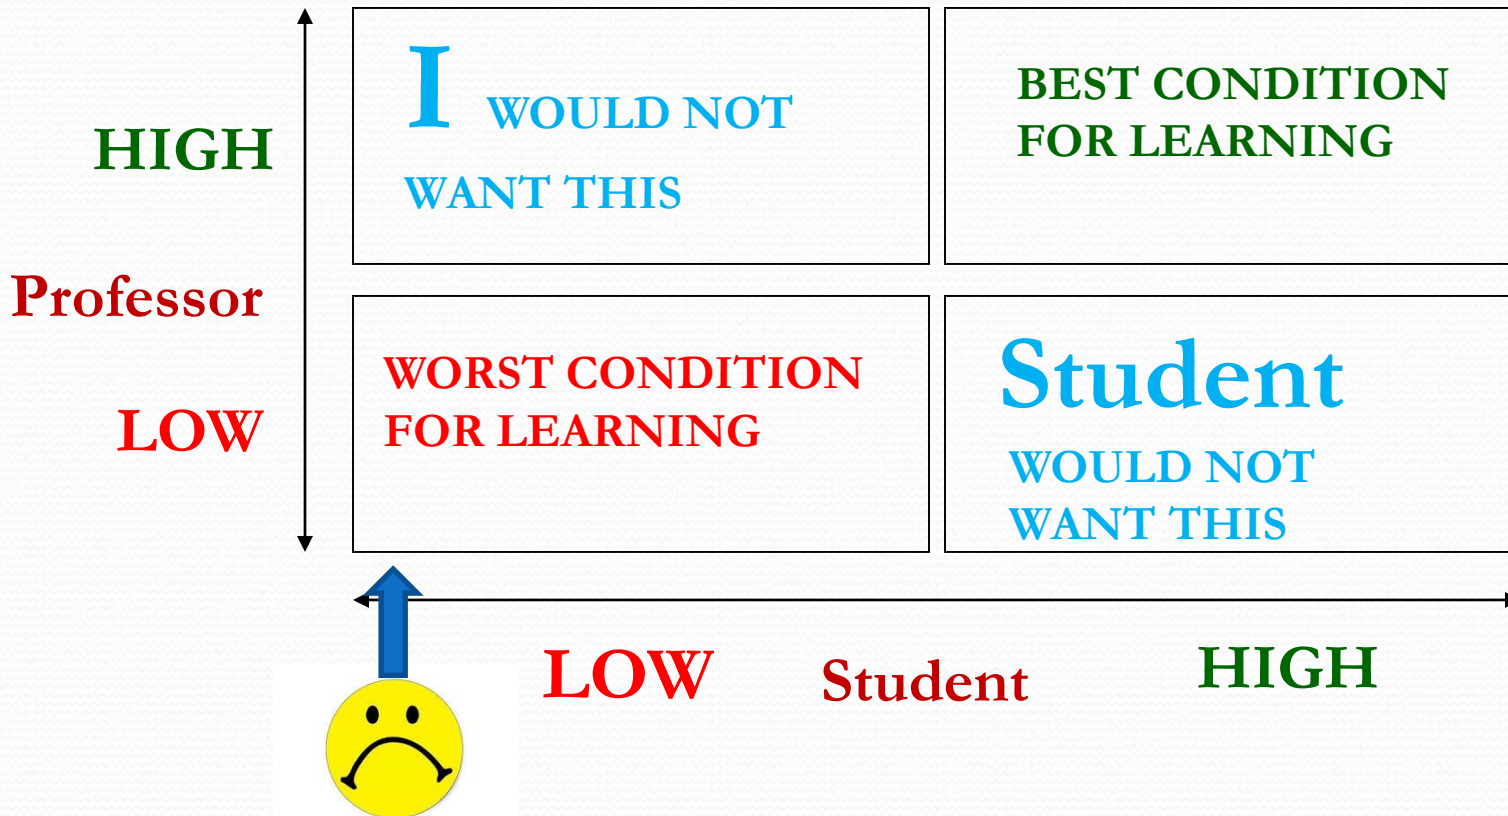 I WOULD NOT
WANT THIS
BEST CONDITION
FOR LEARNING
HIGH
Professor
LOW
WORST CONDITION
FOR LEARNING
Student
WOULD NOT
WANT THIS
LOW
Student
HIGH